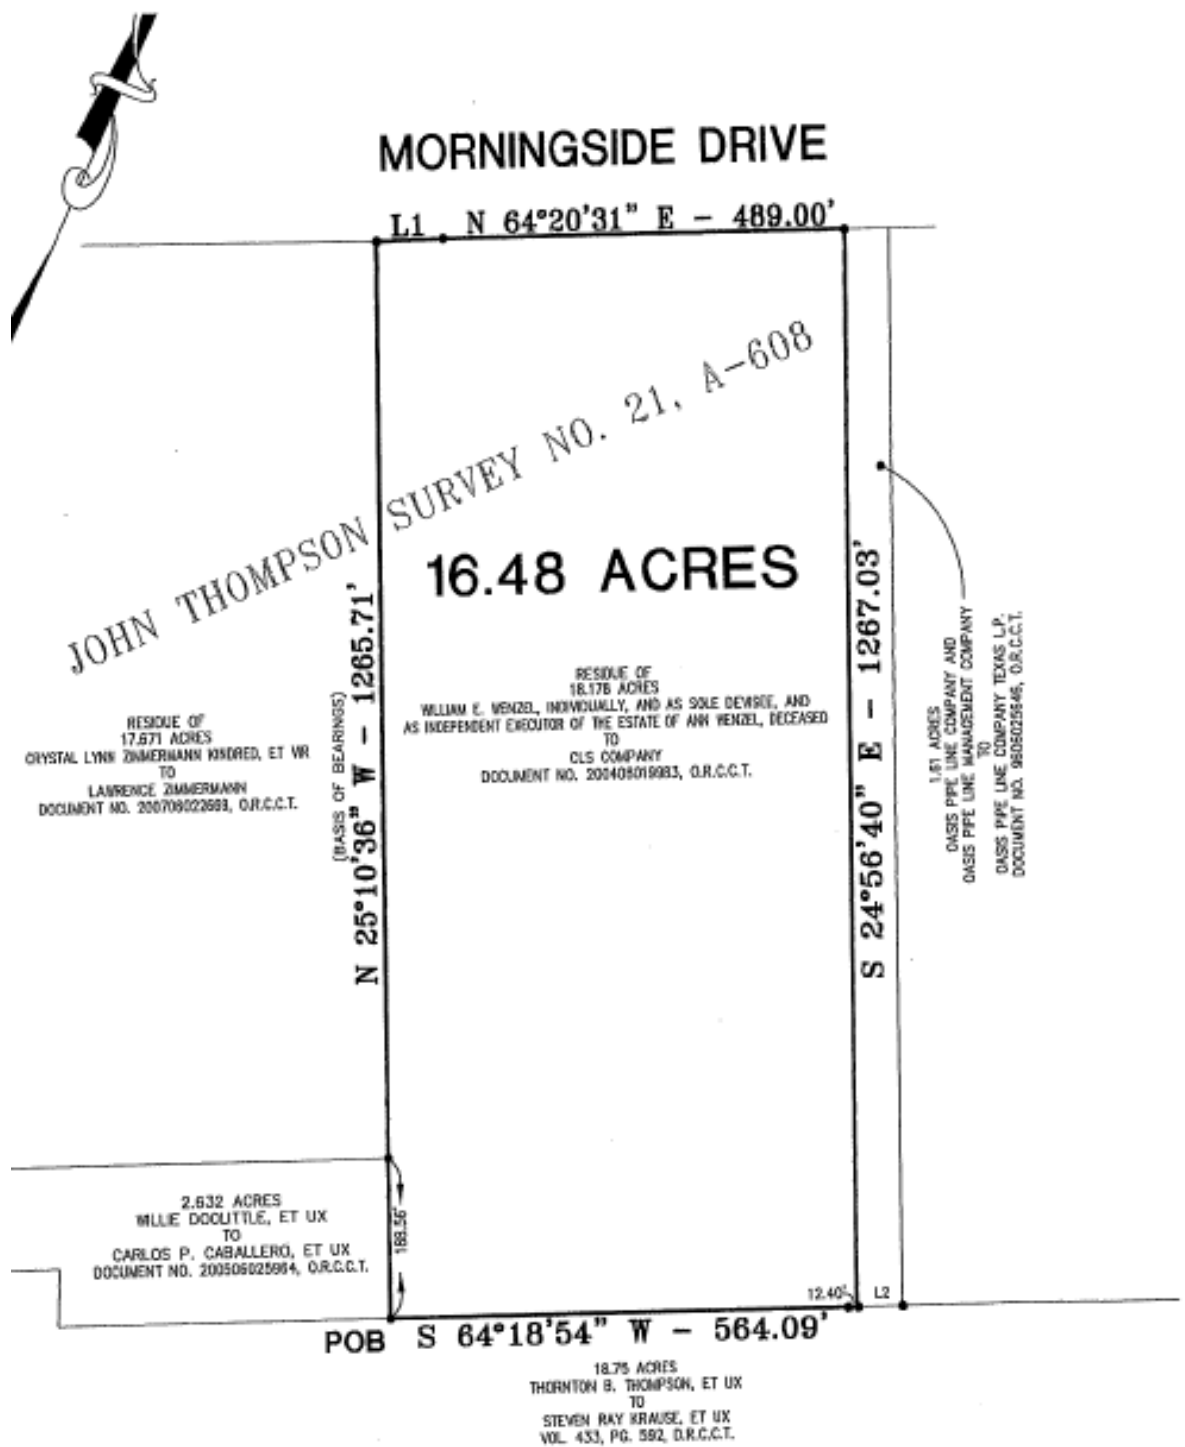 MORNINGSIDE DRIVE
L1 N 64°20'31" E - 489.00'
JOHN THOMPSON SURVEY NO. 21, A-608
16.48 ACRES
N 25°10'36" W - 1265.71'
(BASIS OF BEARINGS)
S 24°56'40" E - 1267.03'
RESIDUE OF
18.176 ACRES
WILLIAM E. WENZEL, INDIVIDUALLY, AND AS SOLE DEVISEE, AND
AS INDEPENDENT EXECUTOR OF THE ESTATE OF ANN WENZEL, DECEASED
TO
CLS COMPANY
DOCUMENT NO. 200406019983, O.R.C.C.T.
RESIDUE OF
17.671 ACRES
CRYSTAL LYNN ZIMMERMANN KINDRED, ET VIR
TO
LAWRENCE ZIMMERMANN
DOCUMENT NO. 200706022669, O.R.C.C.T.
1.61 ACRES
OASIS PIPE LINE COMPANY AND
OASIS PIPE LINE MANAGEMENT COMPANY
TO
OASIS PIPE LINE COMPANY TEXAS L.P.
DOCUMENT NO. 9606025646, O.R.C.C.T.
2.632 ACRES
WILLIE DOOLITTLE, ET UX
TO
CARLOS P. CABALLERO, ET UX
DOCUMENT NO. 200506025964, O.R.C.C.T.
188.56'
12.40'
L2
POB S 64°18'54" W - 564.09'
18.75 ACRES
THORNTON B. THOMPSON, ET UX
TO
STEVEN RAY KRAUSE, ET UX
VOL. 433, PG. 592, D.R.C.C.T.